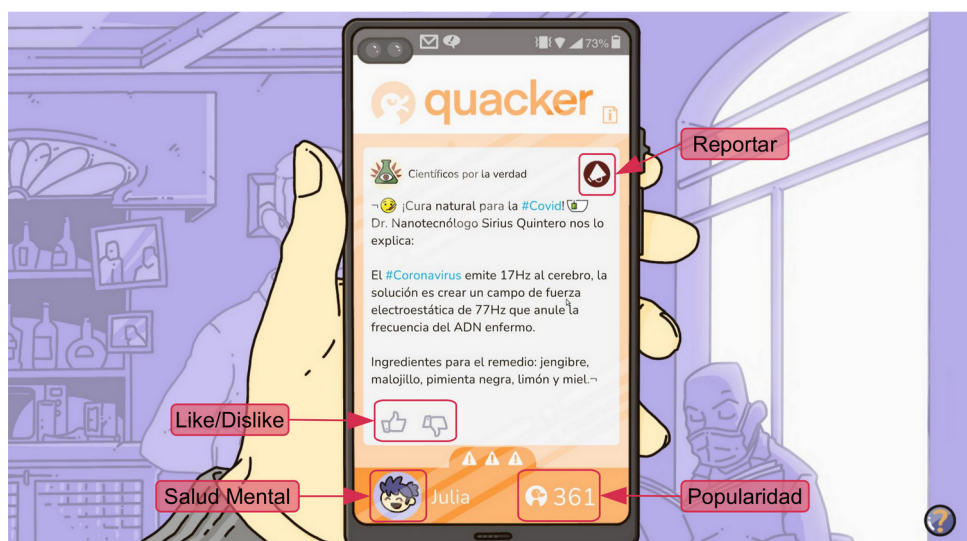 73%
quacker
Reportar
Científicos por la verdad
¬ ¡Cura natural para la #Covid!
Dr. Nanotecnólogo Sirius Quintero nos lo
explica:
El #Coronavirus emite 17Hz al cerebro, la
solución es crear un campo de fuerza
electroestática de 77Hz que anule la
frecuencia del ADN enfermo.
Ingredientes para el remedio: jengibre,
malojillo, pimienta negra, limón y miel.¬
Like/Dislike
Salud Mental
Julia
361
Popularidad
?